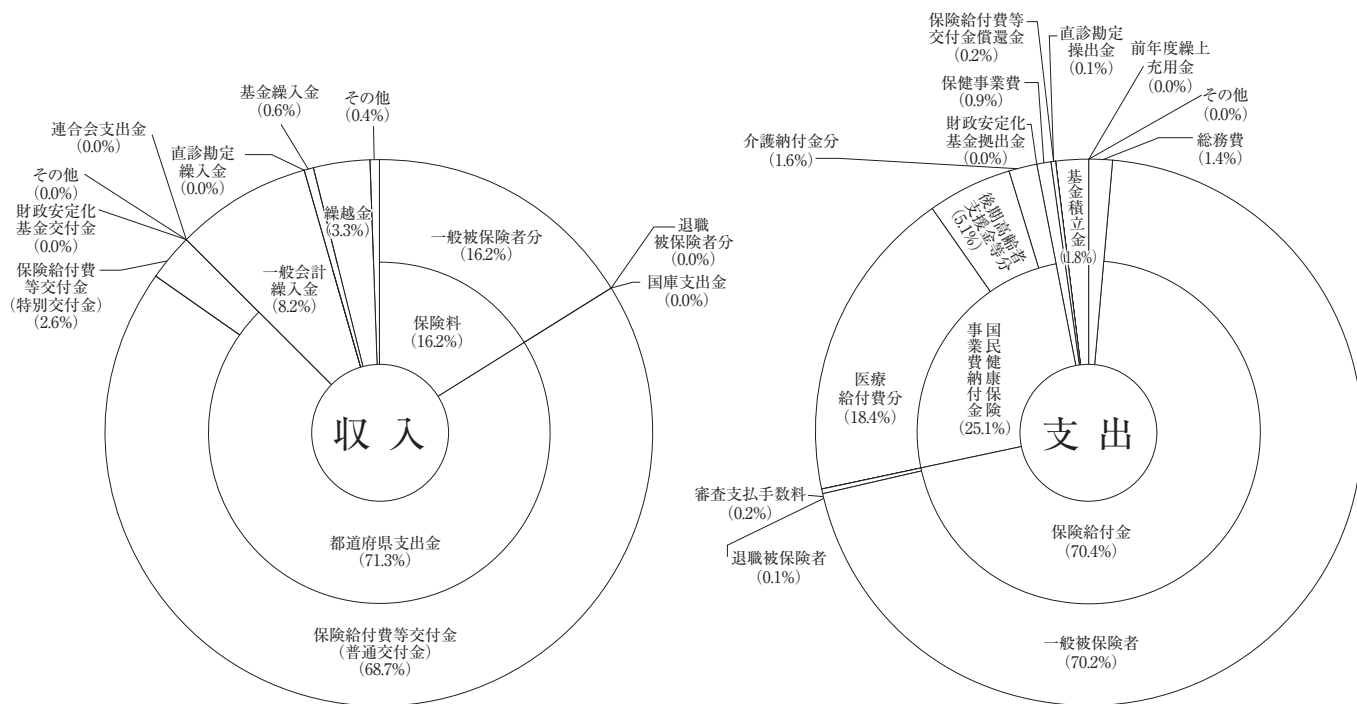 基金繰入金
(0.6%)
その他
(0.4%)
連合会支出金
(0.0%)
直診勘定
繰入金
(0.0%)
その他
(0.0%)
財政安定化
基金交付金
(0.0%)
保険給付費
等交付金
(特別交付金)
(2.6%)
一般会計
繰入金
(8.2%)
繰越金
(3.3%)
一般被保険者分
(16.2%)
退職
被保険者分
(0.0%)
国庫支出金
(0.0%)
保険料
(16.2%)
収入
都道府県支出金
(71.3%)
保険給付費等交付金
(普通交付金)
(68.7%)
保険給付費等
交付金償還金
(0.2%)
直診勘定
操出金
(0.1%)
前年度繰上
充用金
(0.0%)
その他
(0.0%)
総務費
(1.4%)
保健事業費
(0.9%)
財政安定化
基金拠出金
(0.0%)
介護納付金分
(1.6%)
後期高齢者
支援金等分
(5.1%)
基金積立金
(1.8%)
国民健康保険
事業費納付金
(25.1%)
医療
給付費分
(18.4%)
支出
審査支払手数料
(0.2%)
退職被保険者
(0.1%)
保険給付金
(70.4%)
一般被保険者
(70.2%)